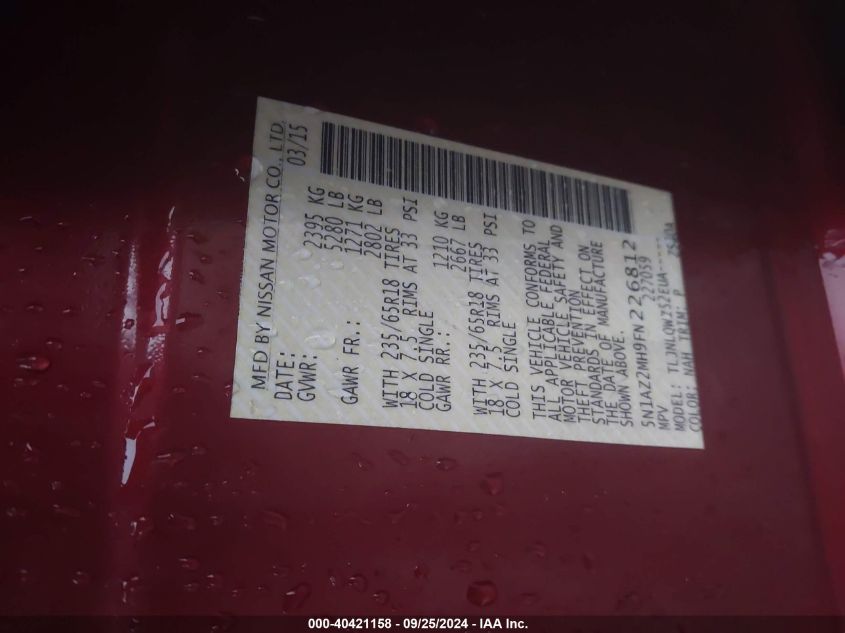 MFD BY NISSAN MOTOR CO., LTD.
DATE: 03/15
GVWR: 2395 KG
5280 LB
GAWR FR.: 1271 KG
2802 LB
WITH 235/65R18 TIRES
18 X 7.5 RIMS AT 33 PSI
COLD SINGLE
GAWR RR.: 1210 KG
2667 LB
WITH 235/65R18 TIRES
18 X 7.5 RIMS AT 33 PSI
COLD SINGLE
THIS VEHICLE CONFORMS TO
ALL APPLICABLE FEDERAL
MOTOR VEHICLE SAFETY AND
THEFT PREVENTION
STANDARDS IN EFFECT ON
THE DATE OF MANUFACTURE
SHOWN ABOVE.
5N1AZ2MH9FN226812
MPV 227059
MODEL: TLJNLQWZ52EUA-----
COLOR: NAH TRIM: P
000-40421158 - 09/25/2024 - IAA Inc.